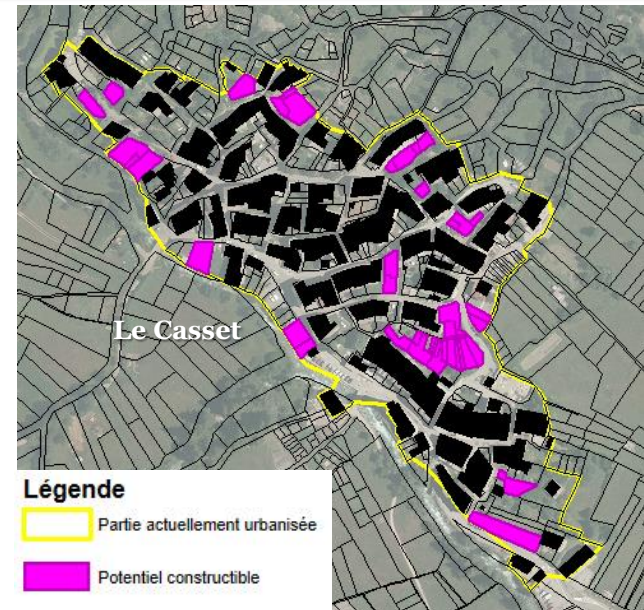 Le Casset
Légende
Partie actuellement urbanisée
Potentiel constructible